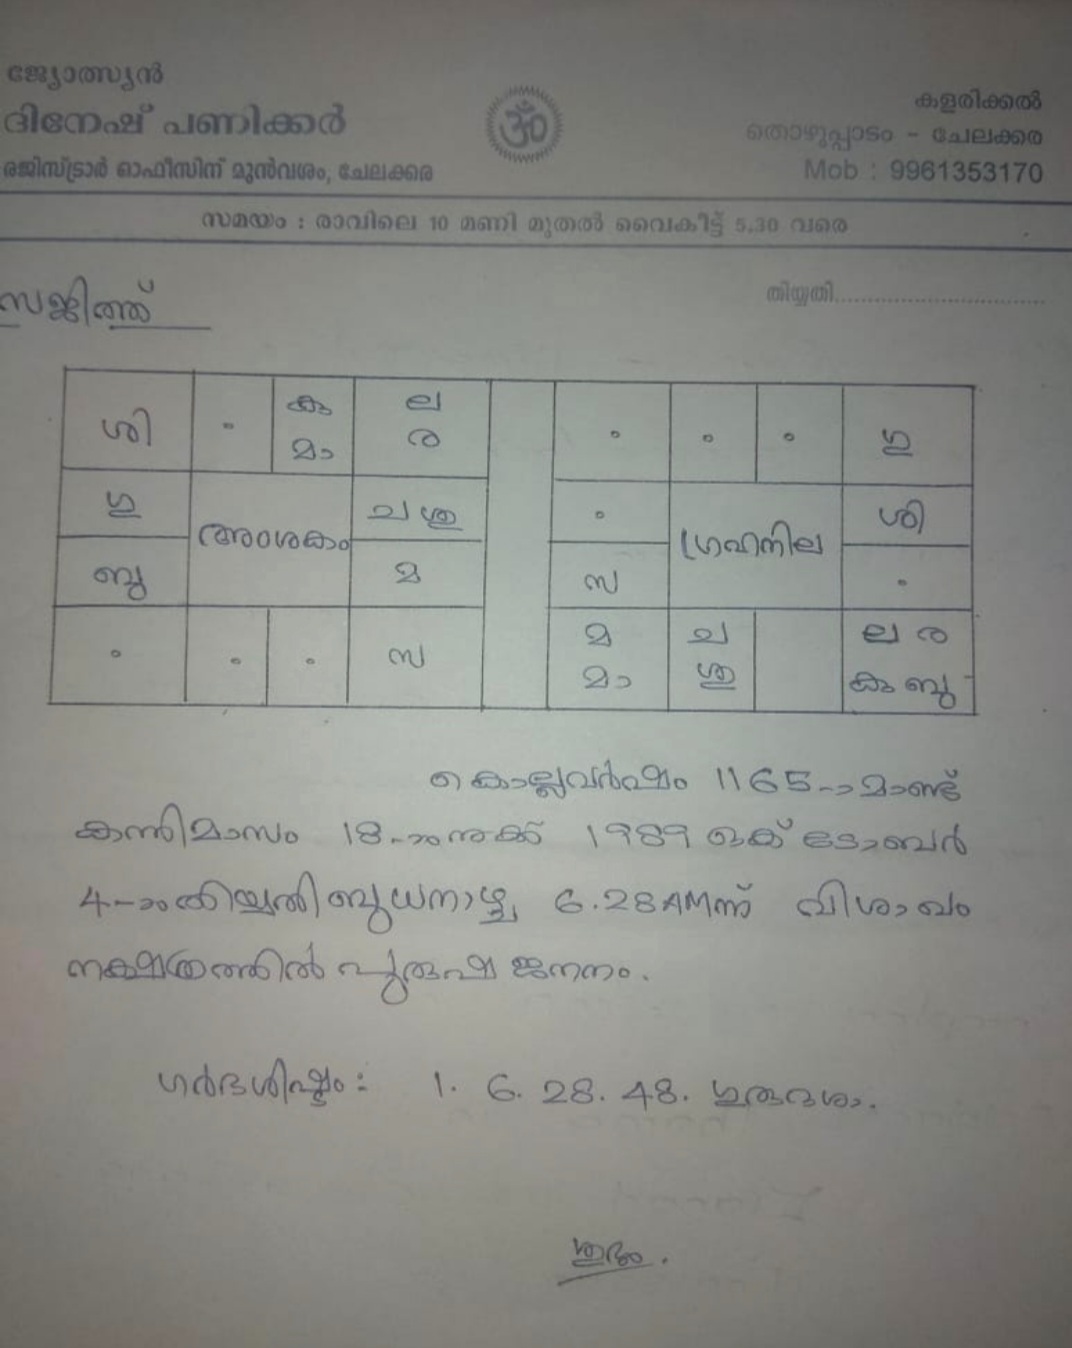 ജ്യോത്സ്യൻ
ദിനേഷ് പണിക്കർ
രജിസ്ട്രാർ ഓഫീസിന് മുൻവശം, ചേലക്കര
ॐ
കളരിക്കൽ
തൊഴുപ്പാടം - ചേലക്കര
Mob : 9961353170
സമയം : രാവിലെ 10 മണി മുതൽ വൈകീട്ട് 5.30 വരെ
തിയ്യതി..............................
സജിത്ത്
ശി
കു
മാ
ല
ര
ഗു
അംശകം
ച ശു
ബു
മ
സ
ഗു
ഗ്രഹനില
ശി
സ
മ
മാ
ച
ശു
ല ര
കു ബു
കൊല്ലവർഷം 1165-ാമാണ്ട്
കന്നിമാസം 18-ാംനുക്ക് 1989 ഒക്ടോബർ
4-ാംതിയ്യതി ബുധനാഴ്ച 6.28AMന് വിശാഖം
നക്ഷത്രത്തിൽ പുരുഷ ജനനം.
ഗർഭശിഷ്ടം : 1. 6. 28. 48. ഗുരുദശാ.
ശുഭം.